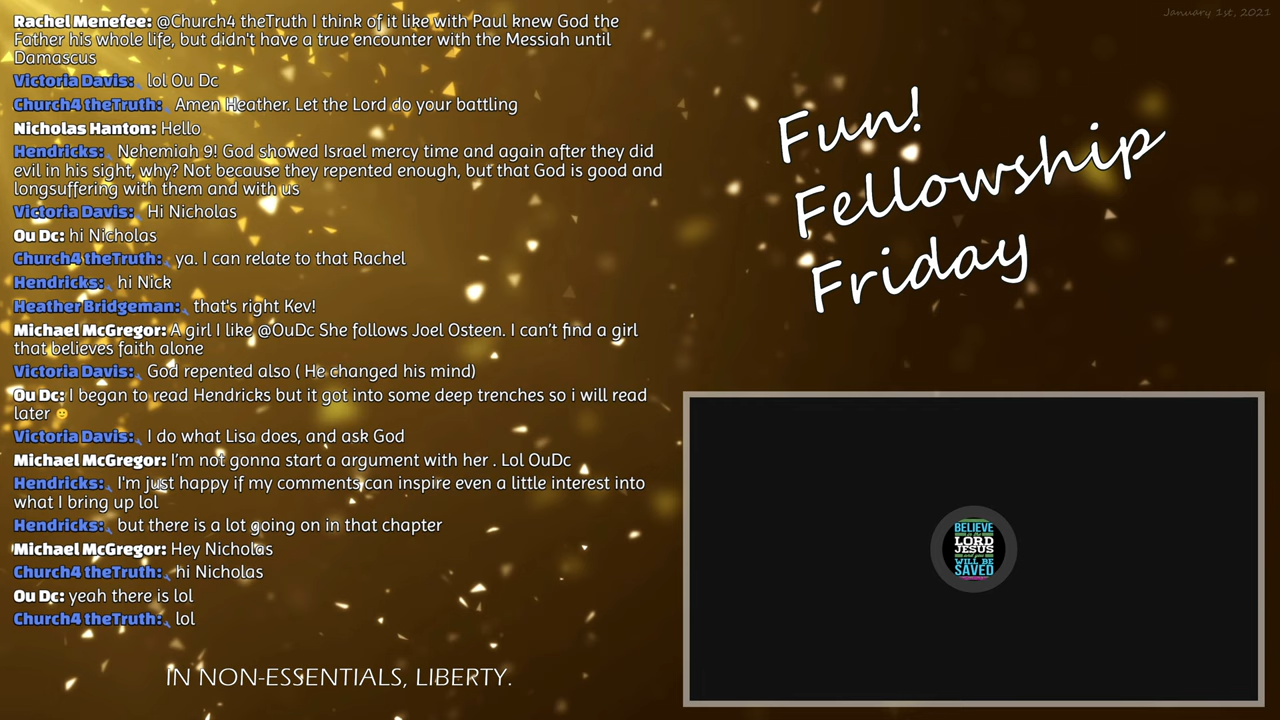 Rachel Menefee: @Church4 theTruth I think of it like with Paul knew God the
Father his whole life, but didn't have a true encounter with the Messiah until
Damascus
Victoria Davis: lol Ou Dc
Church4 theTruth: Amen Heather. Let the Lord do your battling
Nicholas Hanton: Hello
Hendricks: Nehemiah 9! God showed Israel mercy time and again after they did
evil in his sight, why? Not because they repented enough, but that God is good and
longsuffering with them and with us
Victoria Davis: Hi Nicholas
Ou Dc: hi Nicholas
Church4 theTruth: ya. I can relate to that Rachel
Hendricks: hi Nick
Heather Bridgeman: that's right Kev!
Michael McGregor: A girl I like @OuDc She follows Joel Osteen. I can't find a girl
that believes faith alone
Victoria Davis: God repented also ( He changed his mind)
Ou Dc: I began to read Hendricks but it got into some deep trenches so i will read
later 🙂
Victoria Davis: I do what Lisa does, and ask God
Michael McGregor: I'm not gonna start a argument with her . Lol OuDc
Hendricks: I'm just happy if my comments can inspire even a little interest into
what I bring up lol
Hendricks: but there is a lot going on in that chapter
Michael McGregor: Hey Nicholas
Church4 theTruth: hi Nicholas
Ou Dc: yeah there is lol
Church4 theTruth: lol
IN NON-ESSENTIALS, LIBERTY.
January 1st, 2021
Fun!
Fellowship
Friday
BELIEVE
LORD
JESUS
WILL BE
SAVED